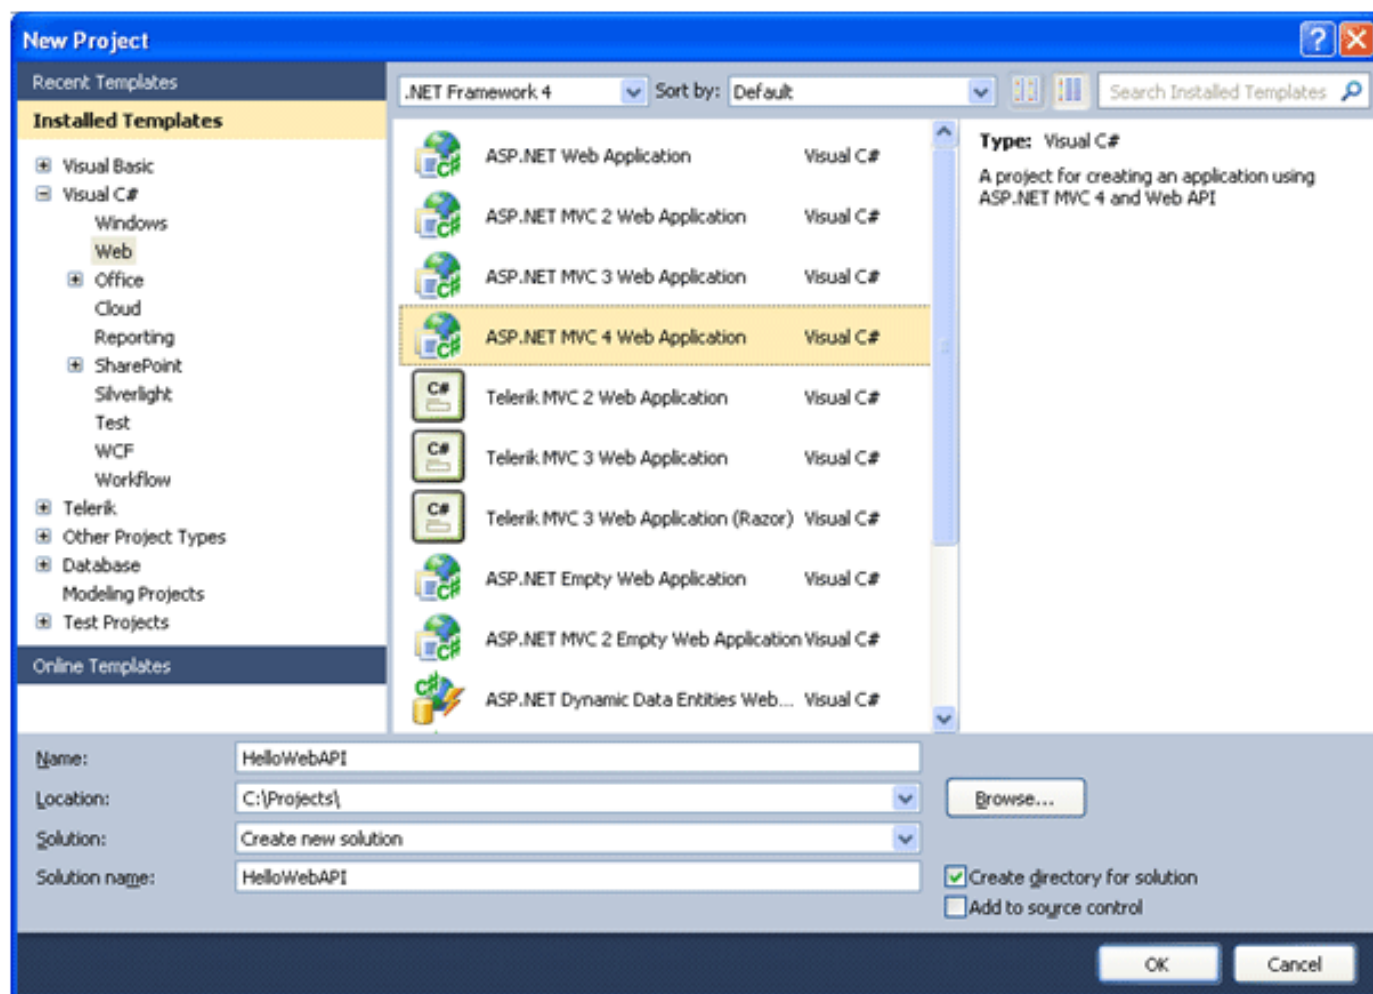 New Project
Recent Templates
.NET Framework 4 Sort by: Default Search Installed Templates
Installed Templates
Visual Basic
Visual C#
Windows
Web
Office
Cloud
Reporting
SharePoint
Silverlight
Test
WCF
Workflow
Telerik
Other Project Types
Database
Modeling Projects
Test Projects
Online Templates
ASP.NET Web Application Visual C#
ASP.NET MVC 2 Web Application Visual C#
ASP.NET MVC 3 Web Application Visual C#
ASP.NET MVC 4 Web Application Visual C#
C# Telerik MVC 2 Web Application Visual C#
C# Telerik MVC 3 Web Application Visual C#
C# Telerik MVC 3 Web Application (Razor) Visual C#
ASP.NET Empty Web Application Visual C#
ASP.NET MVC 2 Empty Web Application Visual C#
ASP.NET Dynamic Data Entities Web... Visual C#
Type: Visual C#
A project for creating an application using
ASP.NET MVC 4 and Web API
Name: HelloWebAPI
Location: C:\Projects\ Browse...
Solution: Create new solution
Solution name: HelloWebAPI
Create directory for solution
Add to source control
OK Cancel